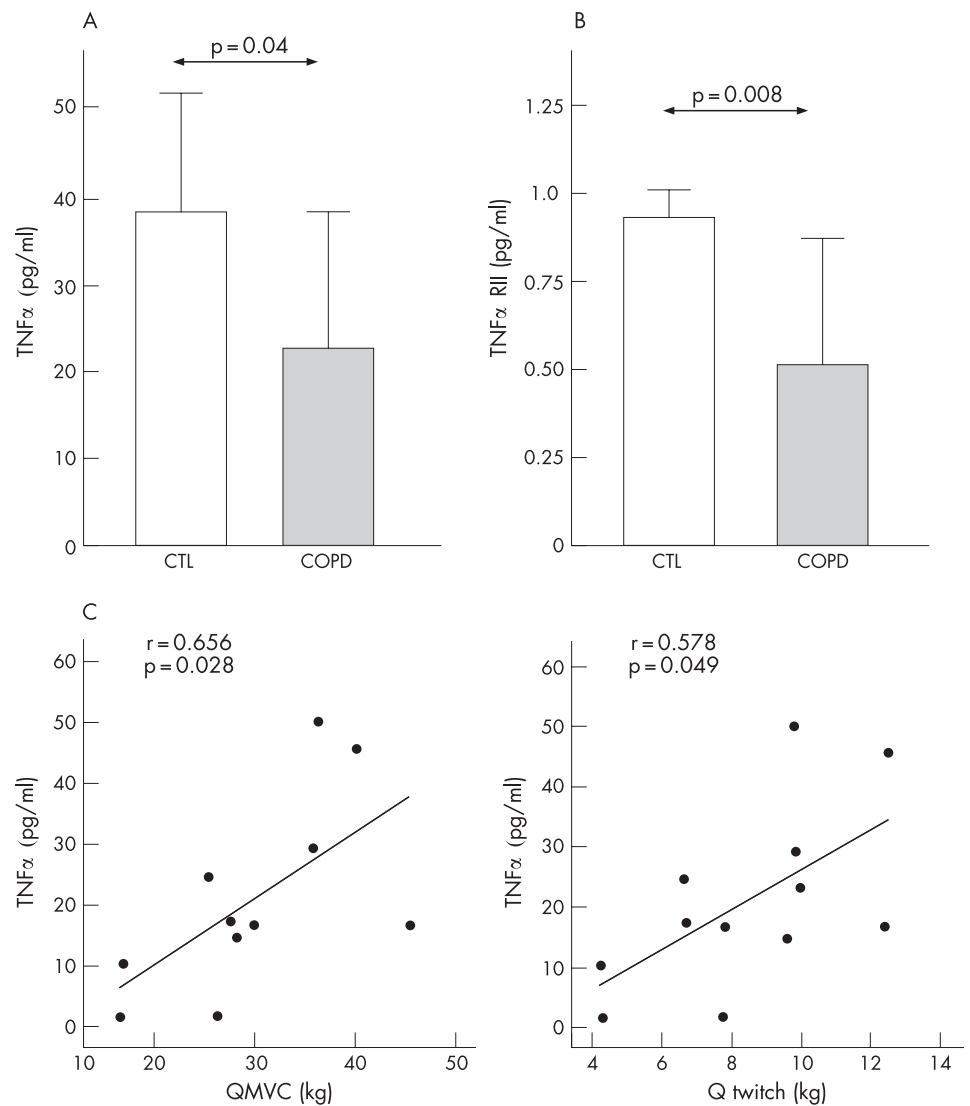 A
p = 0.04
TNFα (pg/ml)
50
40
30
20
10
0
CTL
COPD
B
p = 0.008
TNFα RII (pg/ml)
1.25
1.0
0.75
0.50
0.25
0
CTL
COPD
C
r = 0.656
p = 0.028
TNFα (pg/ml)
60
50
40
30
20
10
0
10
20
30
40
50
QMVC (kg)
r = 0.578
p = 0.049
TNFα (pg/ml)
60
50
40
30
20
10
0
4
6
8
10
12
14
Q twitch (kg)